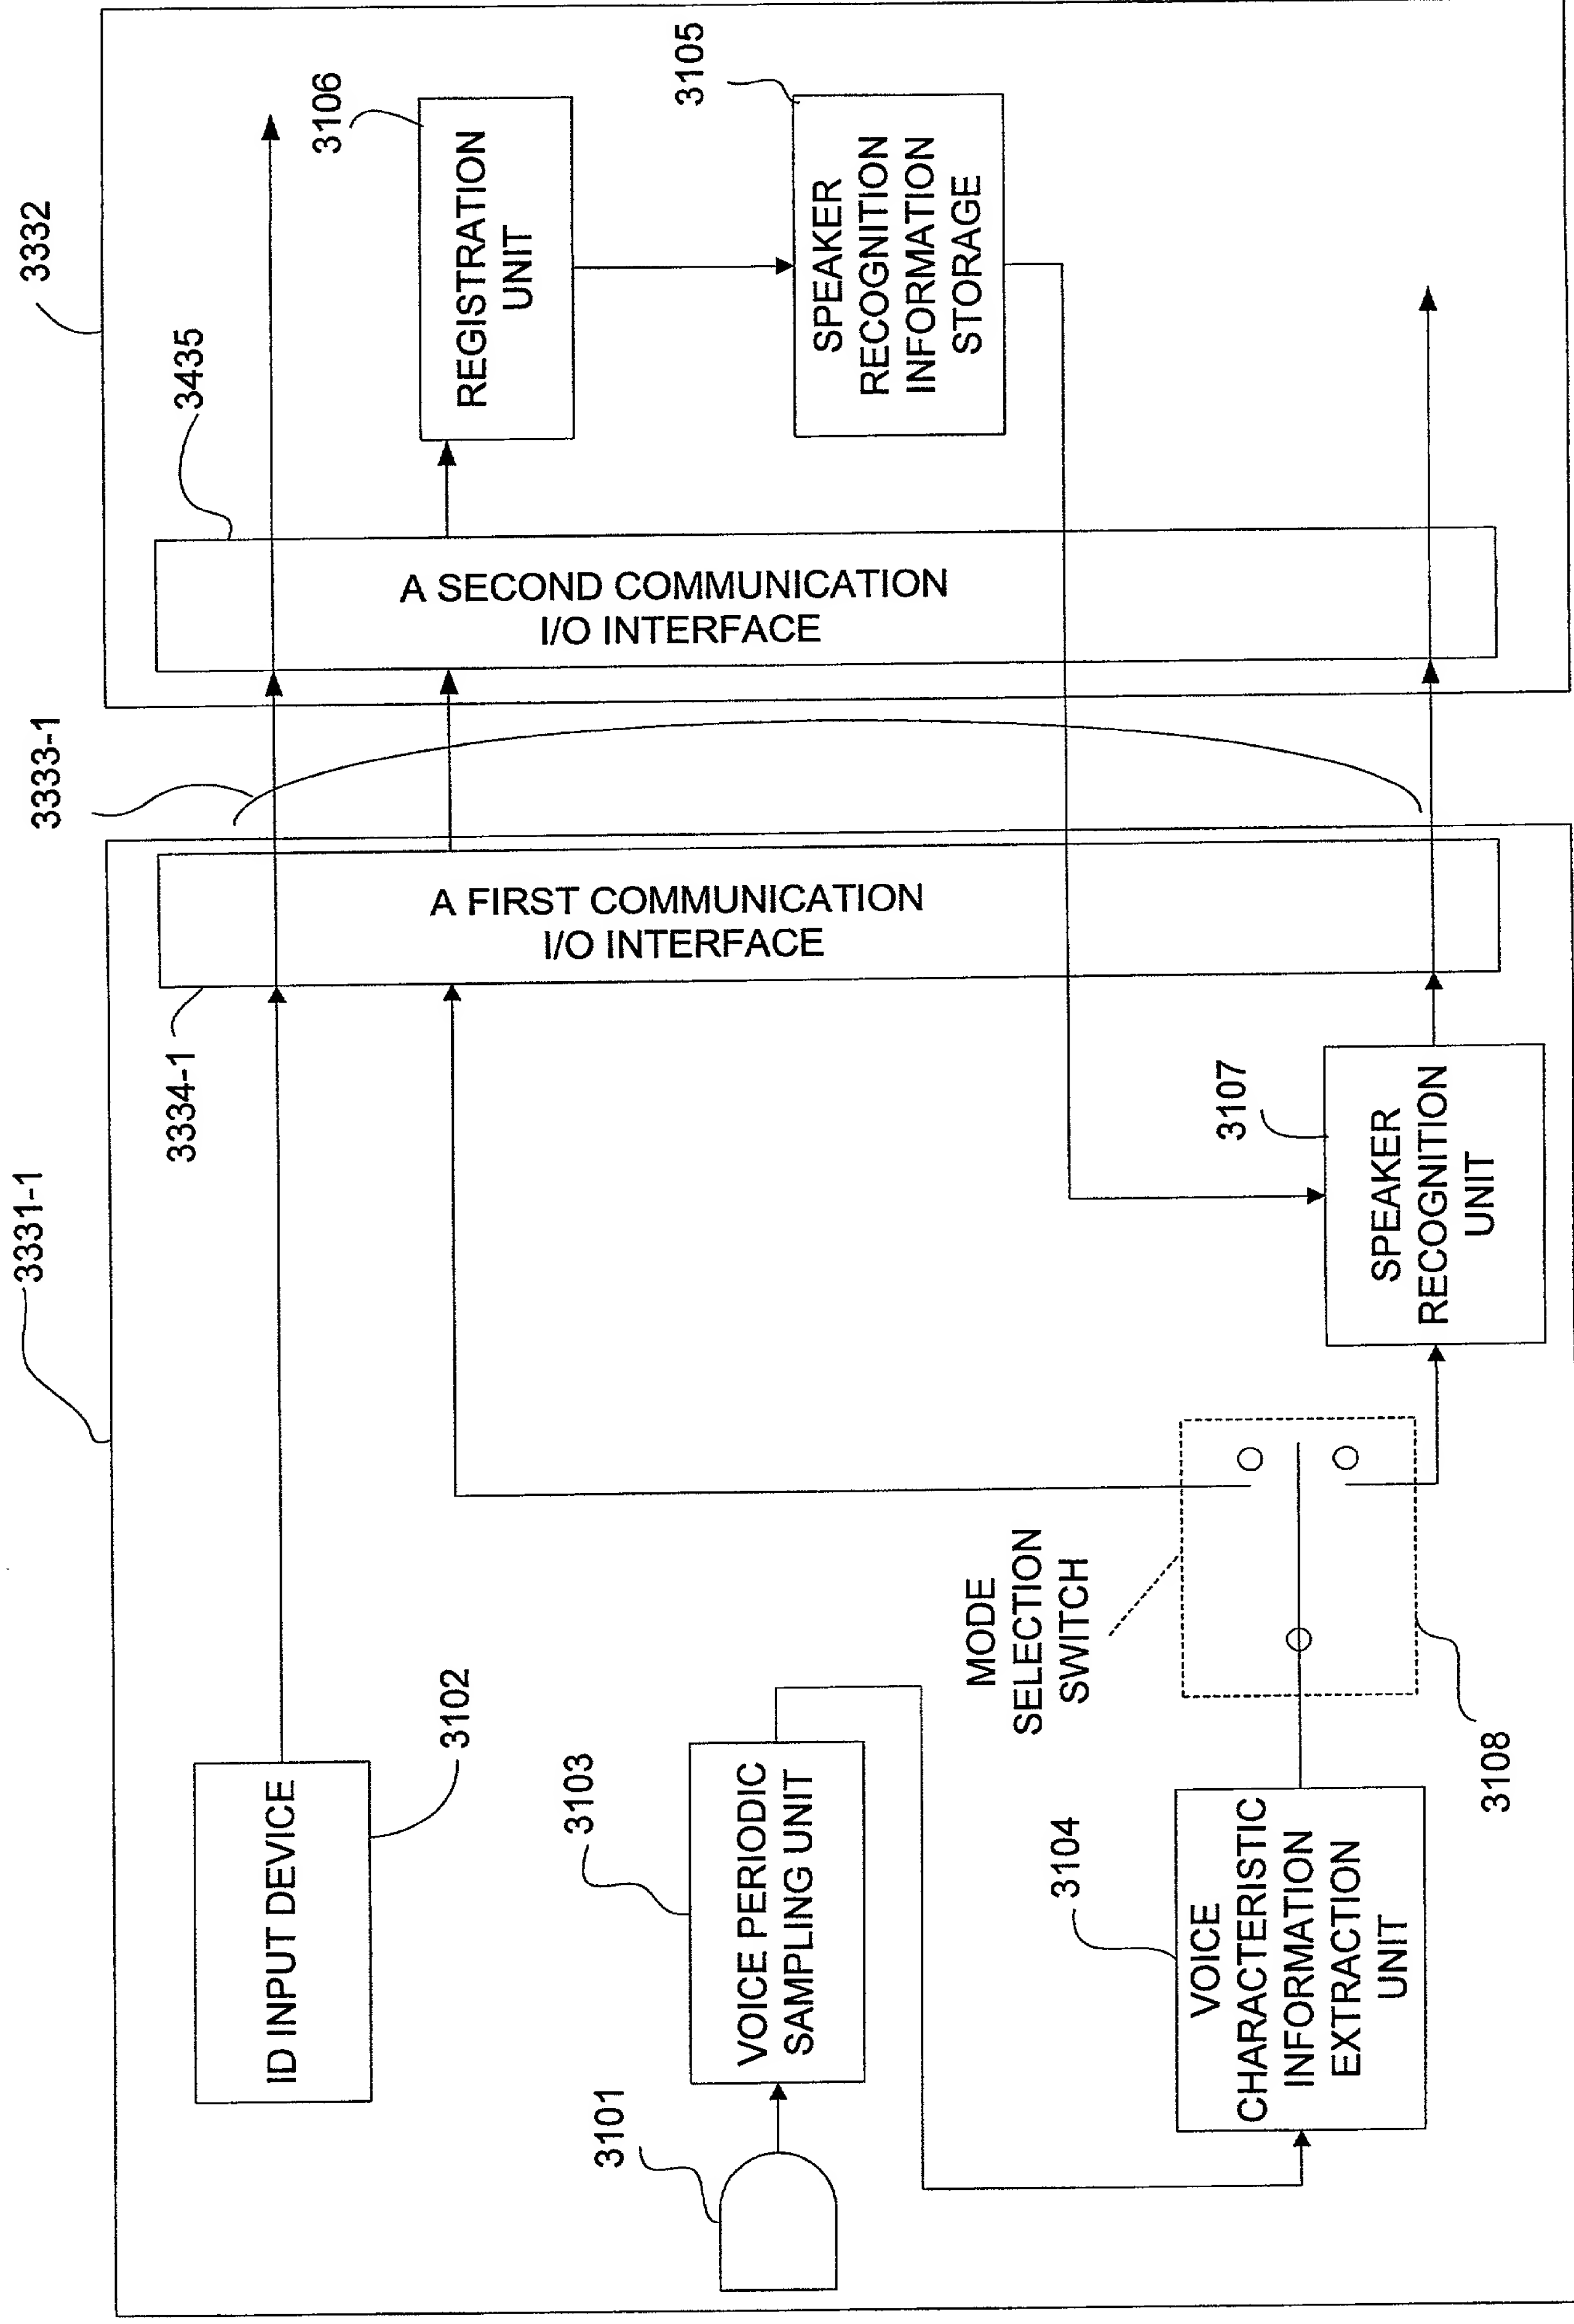 3331-1
3332
3334-1
3333-1
3435
ID INPUT DEVICE
3102
A FIRST COMMUNICATION
I/O INTERFACE
A SECOND COMMUNICATION
I/O INTERFACE
3106
REGISTRATION
UNIT
3101
3103
VOICE PERIODIC
SAMPLING UNIT
3105
SPEAKER
RECOGNITION
INFORMATION
STORAGE
MODE
SELECTION
SWITCH
3104
VOICE
CHARACTERISTIC
INFORMATION
EXTRACTION
UNIT
3108
3107
SPEAKER
RECOGNITION
UNIT